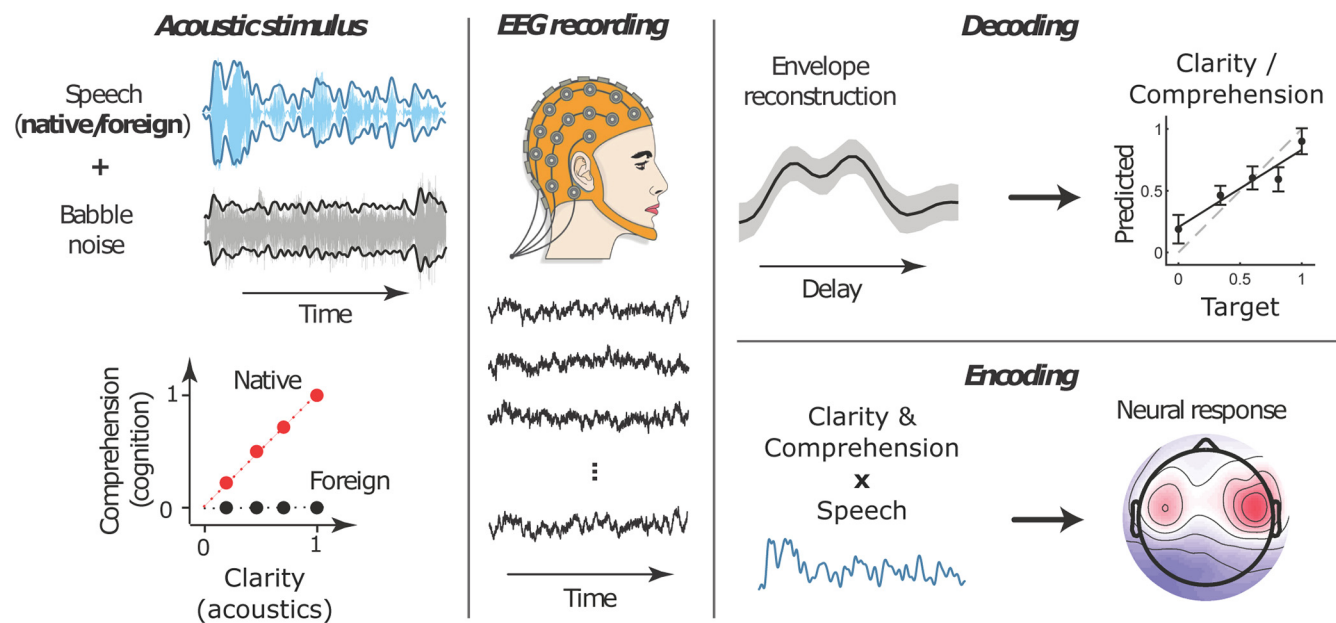 Acoustic stimulus
Speech
(native/foreign)
+
Babble
noise
Time
Comprehension
(cognition)
1
0
Native
Foreign
0
1
Clarity
(acoustics)
EEG recording
...
Time
Decoding
Envelope
reconstruction
Delay
Clarity /
Comprehension
Predicted
1
0.5
0
0
0.5
1
Target
Encoding
Clarity &
Comprehension
x
Speech
Neural response